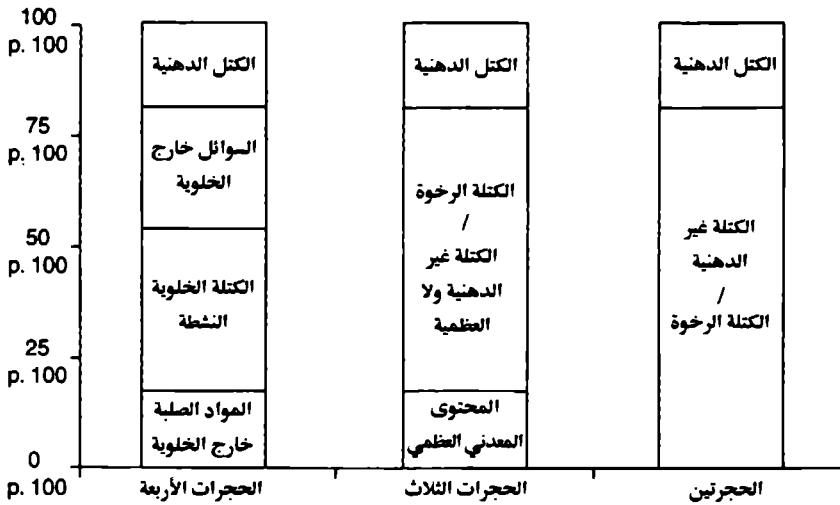 100
p. 100
75
p. 100
50
p. 100
25
p. 100
0
p. 100
الكتل الدهنية
السوائل خارج
الخلوية
الكتلة الخلوية
النشطة
المواد الصلبة
خارج الخلوية
الحجرات الأربعة
الكتل الدهنية
الكتلة الرخوة
/
الكتلة غير
الدهنية ولا
العظمية
المحتوى
المعدني العظمي
الحجرات الثلاث
الكتل الدهنية
الكتلة غير
الدهنية
/
الكتلة الرخوة
الحجرتين